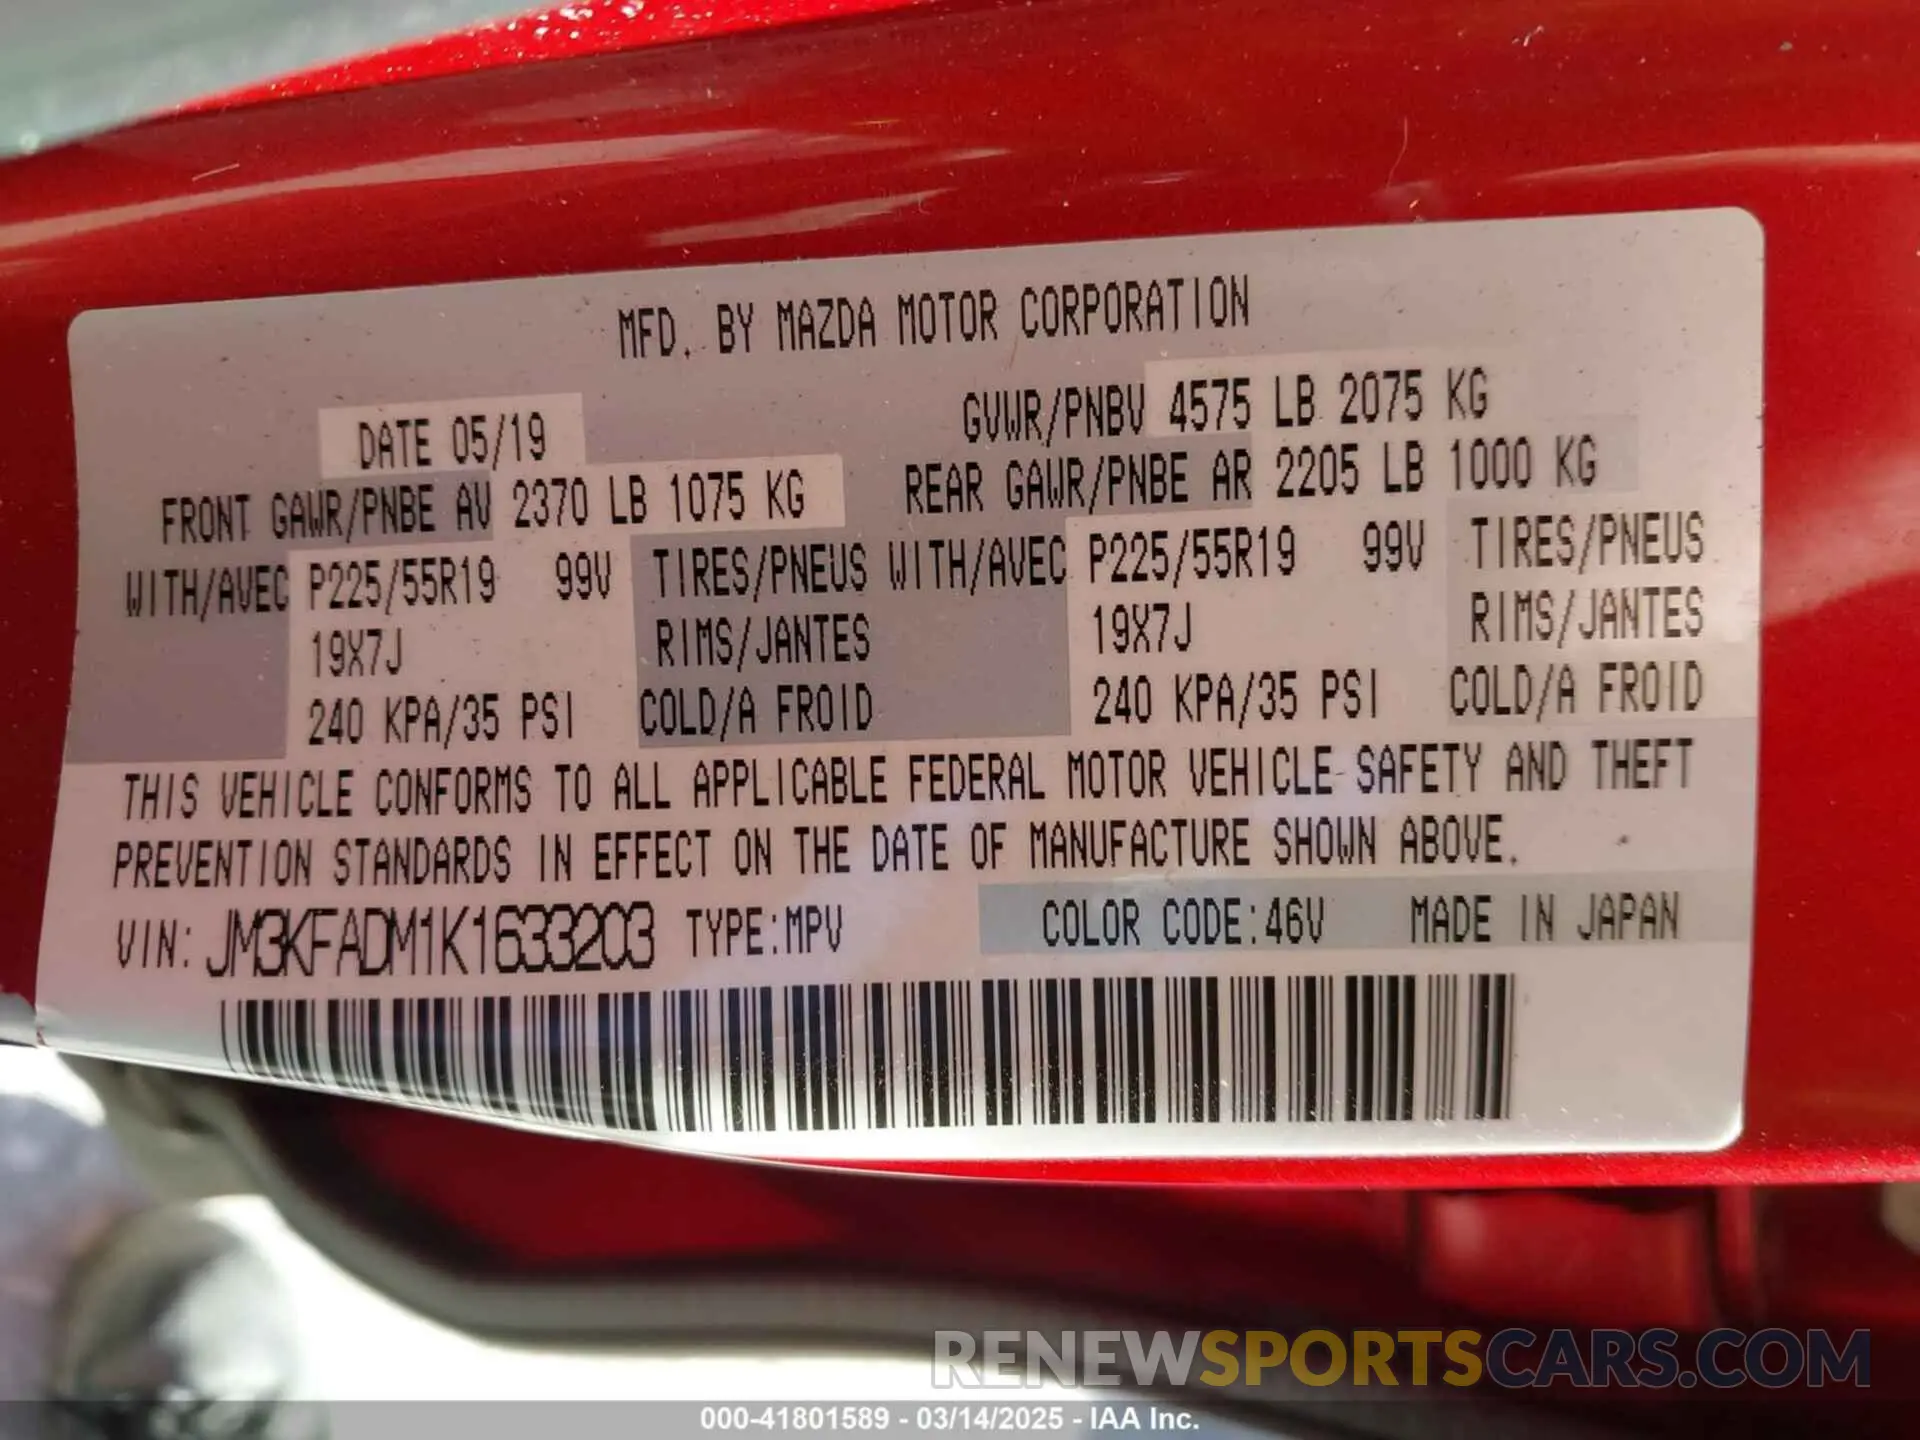 MFD. BY MAZDA MOTOR CORPORATION
DATE 05/19 GVWR/PNBV 4575 LB 2075 KG
FRONT GAWR/PNBE AV 2370 LB 1075 KG REAR GAWR/PNBE AR 2205 LB 1000 KG
WITH/AVEC P225/55R19 99V TIRES/PNEUS WITH/AVEC P225/55R19 99V TIRES/PNEUS
19X7J RIMS/JANTES 19X7J RIMS/JANTES
240 KPA/35 PSI COLD/A FROID 240 KPA/35 PSI COLD/A FROID
THIS VEHICLE CONFORMS TO ALL APPLICABLE FEDERAL MOTOR VEHICLE SAFETY AND THEFT
PREVENTION STANDARDS IN EFFECT ON THE DATE OF MANUFACTURE SHOWN ABOVE.
VIN: JM3KFADM1K1633203 TYPE:MPV COLOR CODE:46V MADE IN JAPAN
RENEWSPORTSCARS.COM
000-41801589 - 03/14/2025 - IAA Inc.